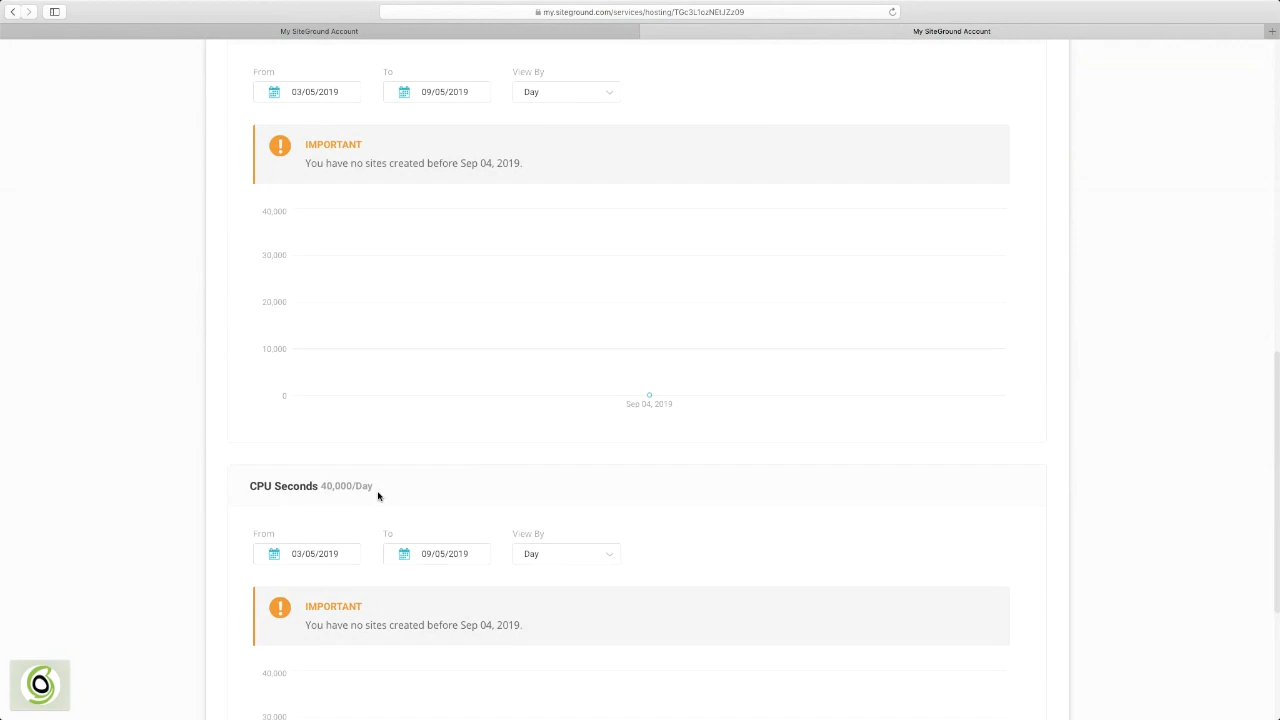 my.siteground.com/services/hosting/TGc3L1ozNEtJZz09
My SiteGround Account
My SiteGround Account
From
To
View By
03/05/2019
09/05/2019
Day
IMPORTANT
You have no sites created before Sep 04, 2019.
40,000
30,000
20,000
10,000
0
Sep 04, 2019
CPU Seconds 40,000/Day
From
To
View By
03/05/2019
09/05/2019
Day
IMPORTANT
You have no sites created before Sep 04, 2019.
40,000
30,000